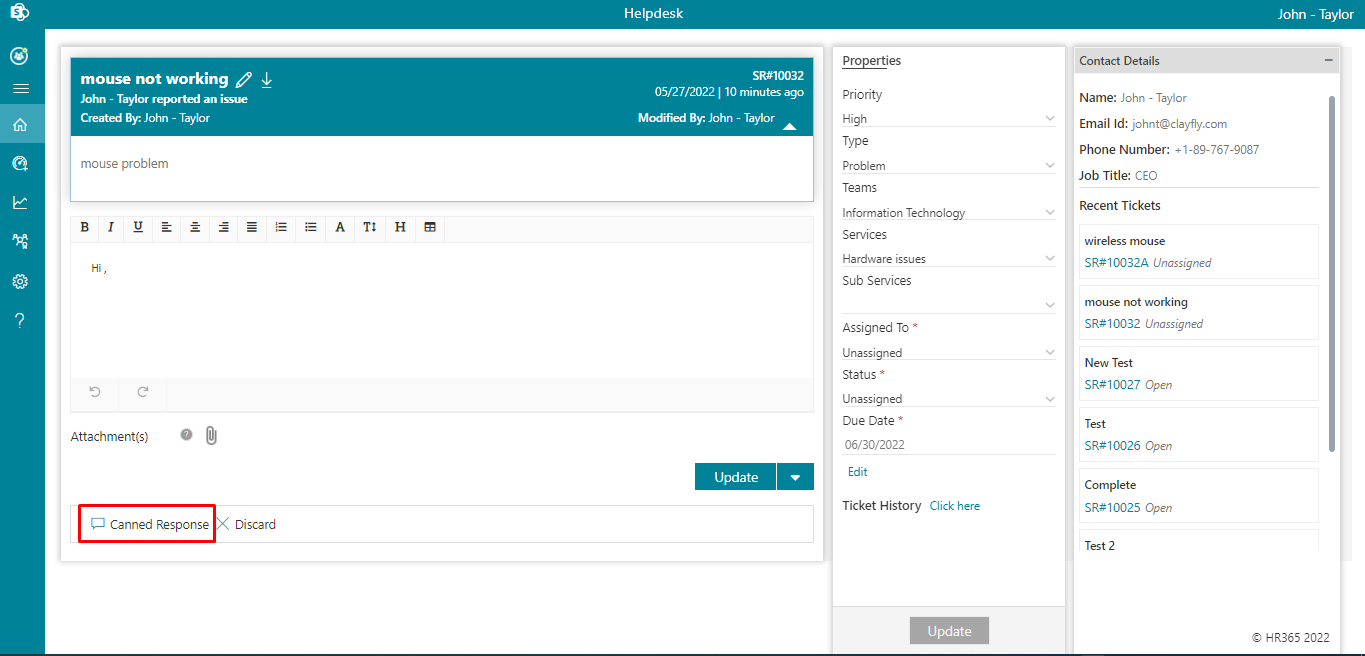 Helpdesk
John - Taylor
mouse not working
John - Taylor reported an issue
Created By: John - Taylor
SR#10032
05/27/2022 | 10 minutes ago
Modified By: John - Taylor
mouse problem
B I U A T H
Hi ,
Attachment(s)
Update
Canned Response
Discard
Properties
Priority
High
Type
Problem
Teams
Information Technology
Services
Hardware issues
Sub Services
Assigned To *
Unassigned
Status *
Unassigned
Due Date *
06/30/2022
Edit
Ticket History Click here
Update
Contact Details
Name: John - Taylor
Email Id: johnt@clayfly.com
Phone Number: +1-89-767-9087
Job Title: CEO
Recent Tickets
wireless mouse
SR#10032A Unassigned
mouse not working
SR#10032 Unassigned
New Test
SR#10027 Open
Test
SR#10026 Open
Complete
SR#10025 Open
Test 2
© HR365 2022